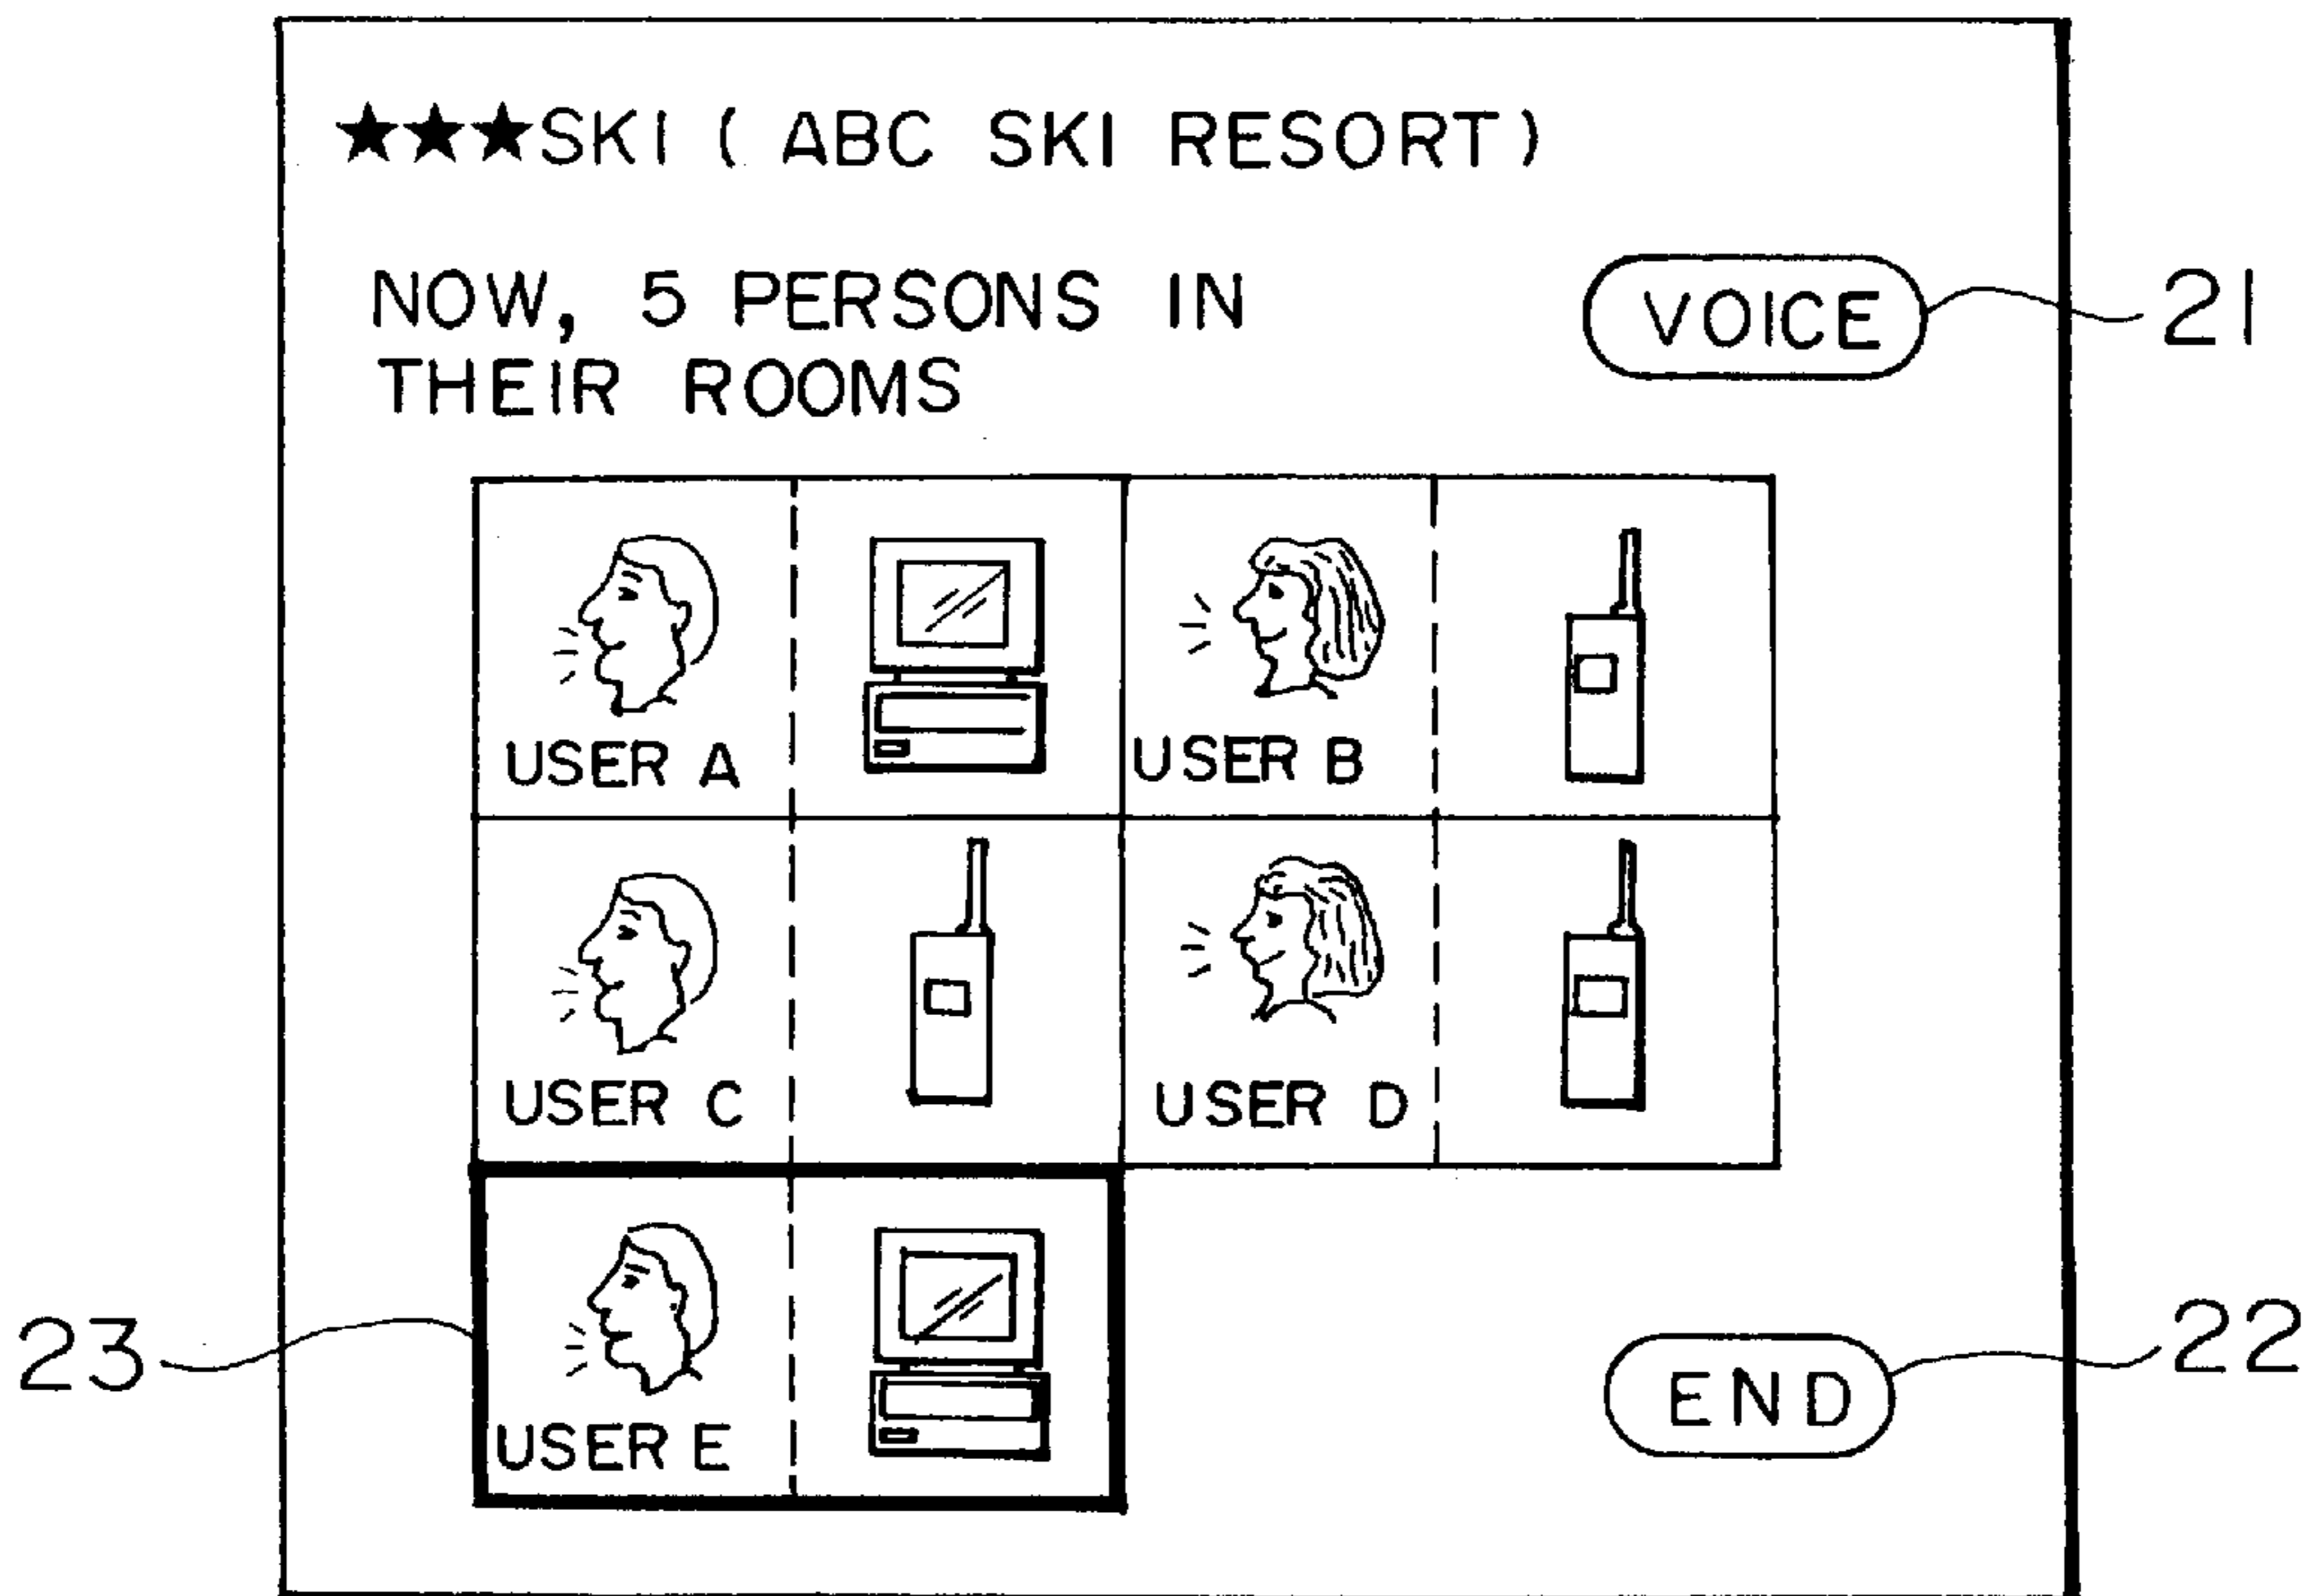 ★★★SKI ( ABC SKI RESORT)
NOW, 5 PERSONS IN
THEIR ROOMS
VOICE
21
USER A
USER B
USER C
USER D
USER E
23
END
22